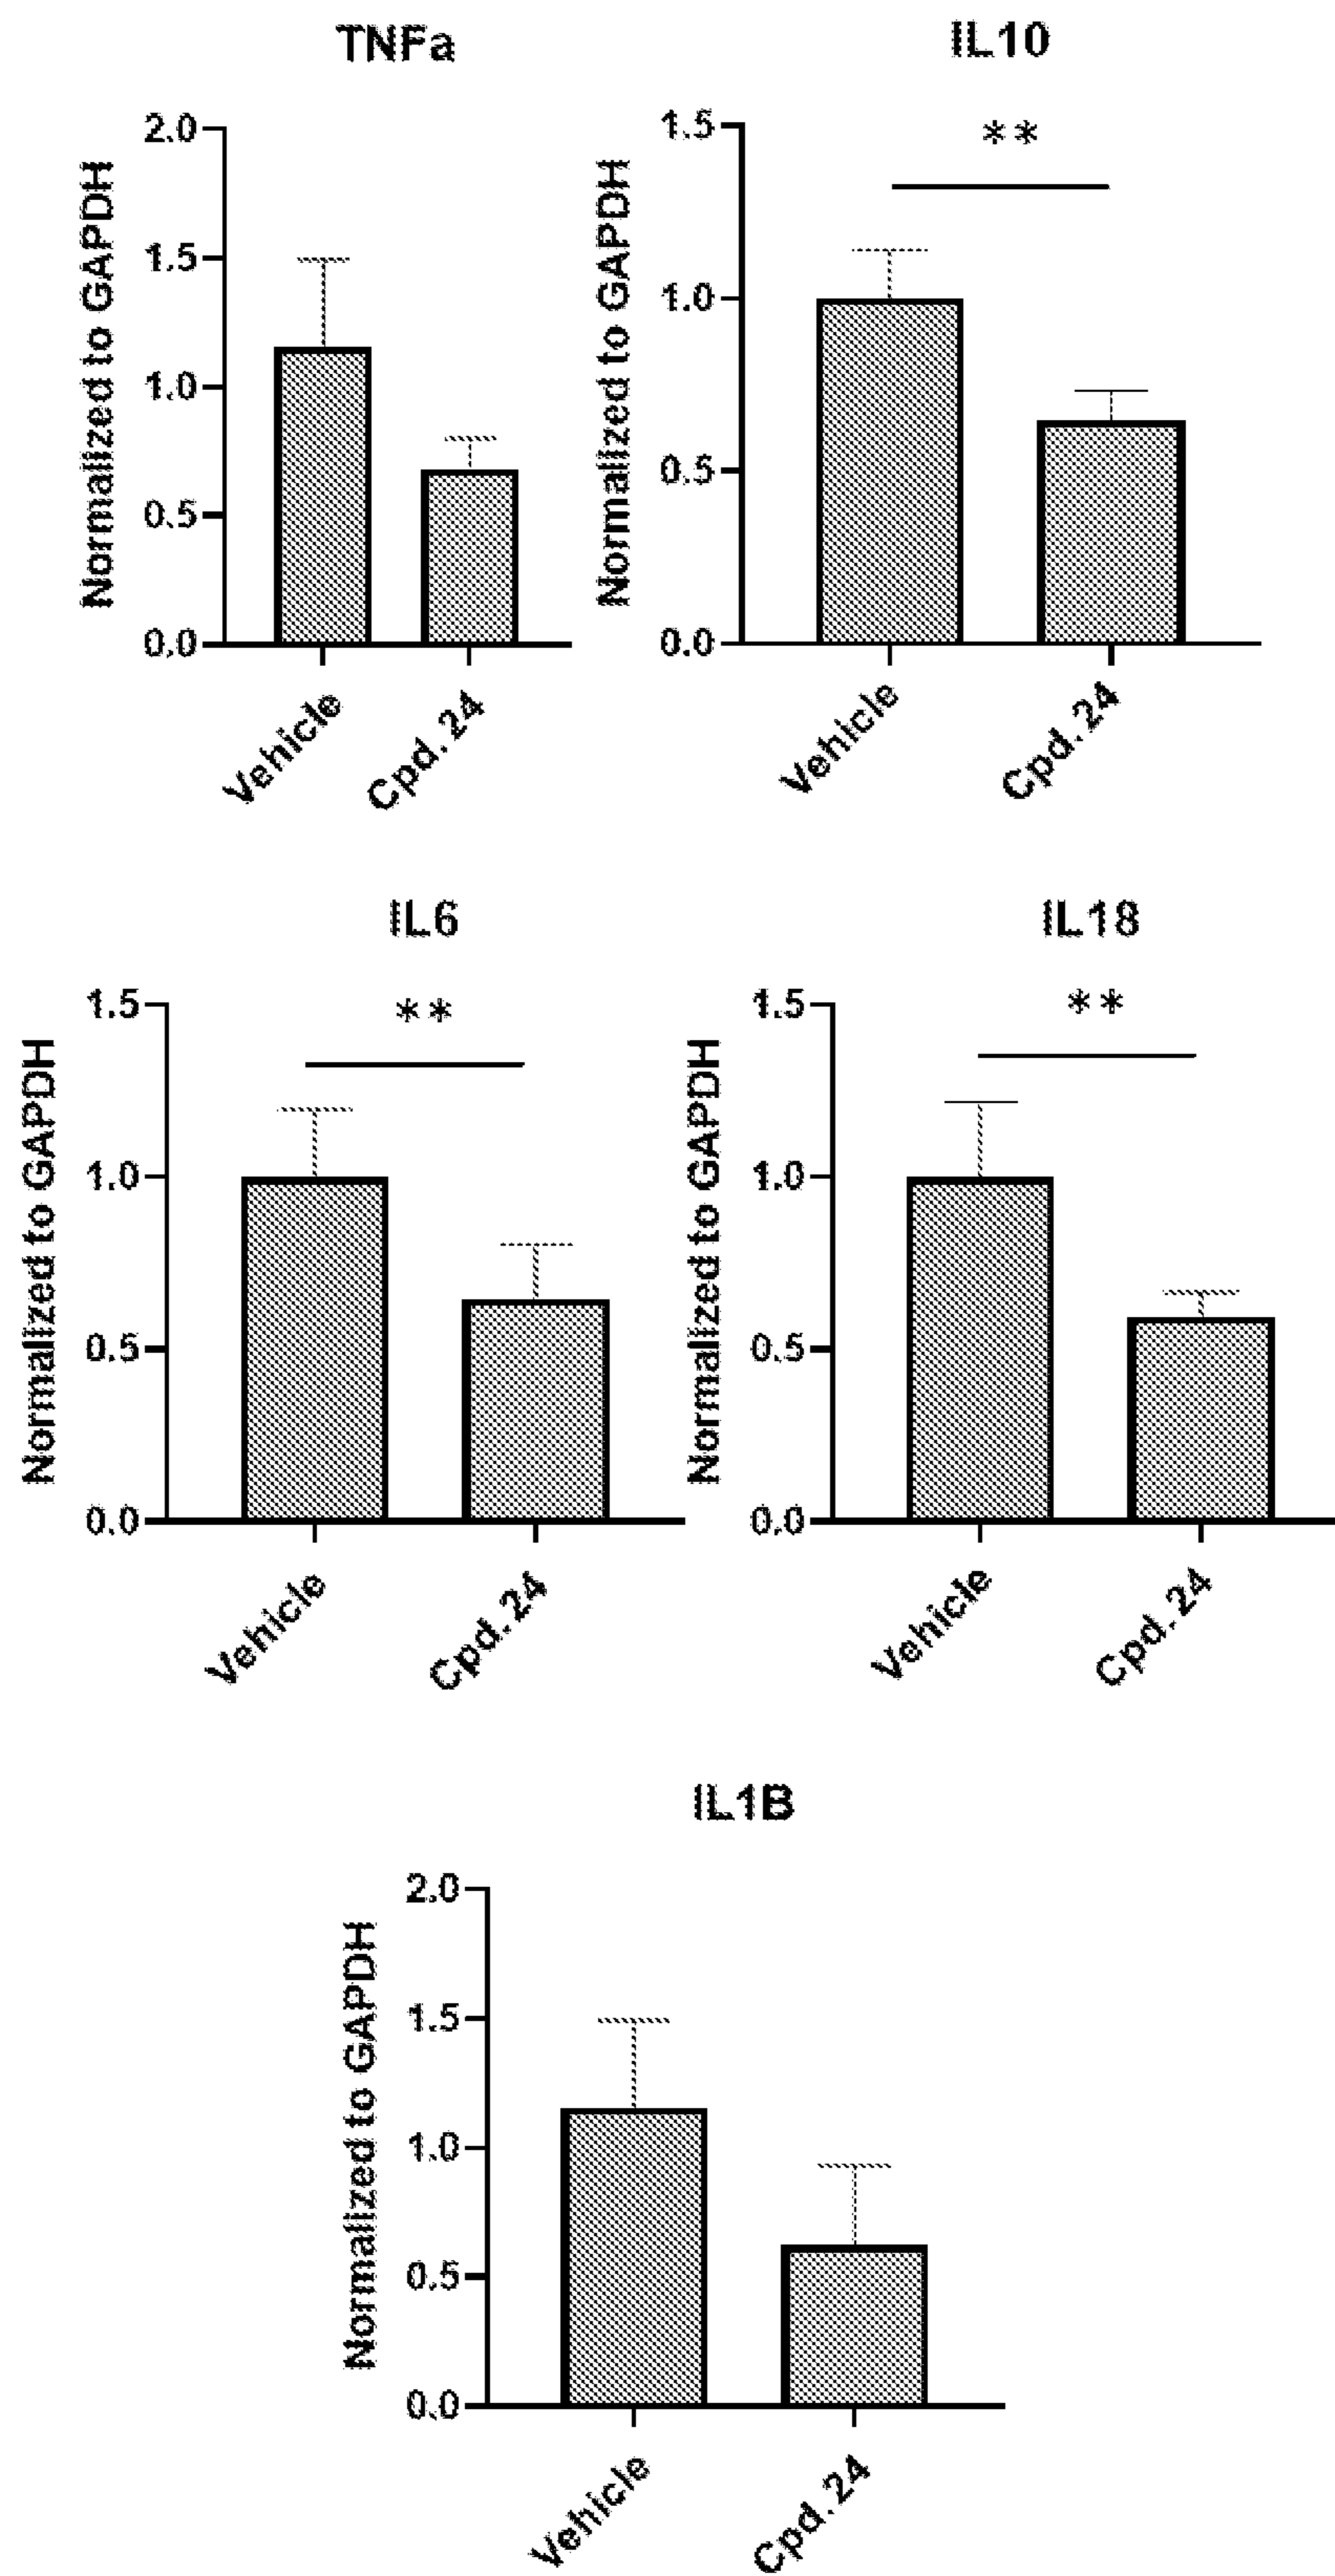 TNFa
Normalized to GAPDH
2.0
1.5
1.0
0.5
0.0
Vehicle
Cpd. 24
IL10
**
Normalized to GAPDH
1.5
1.0
0.5
0.0
Vehicle
Cpd. 24
IL6
**
Normalized to GAPDH
1.5
1.0
0.5
0.0
Vehicle
Cpd. 24
IL18
**
Normalized to GAPDH
1.5
1.0
0.5
0.0
Vehicle
Cpd. 24
IL1B
Normalized to GAPDH
2.0
1.5
1.0
0.5
0.0
Vehicle
Cpd. 24